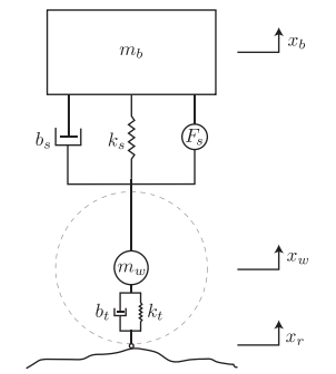 m_b
x_b
b_s
k_s
F_s
m_w
x_w
b_t
k_t
x_r